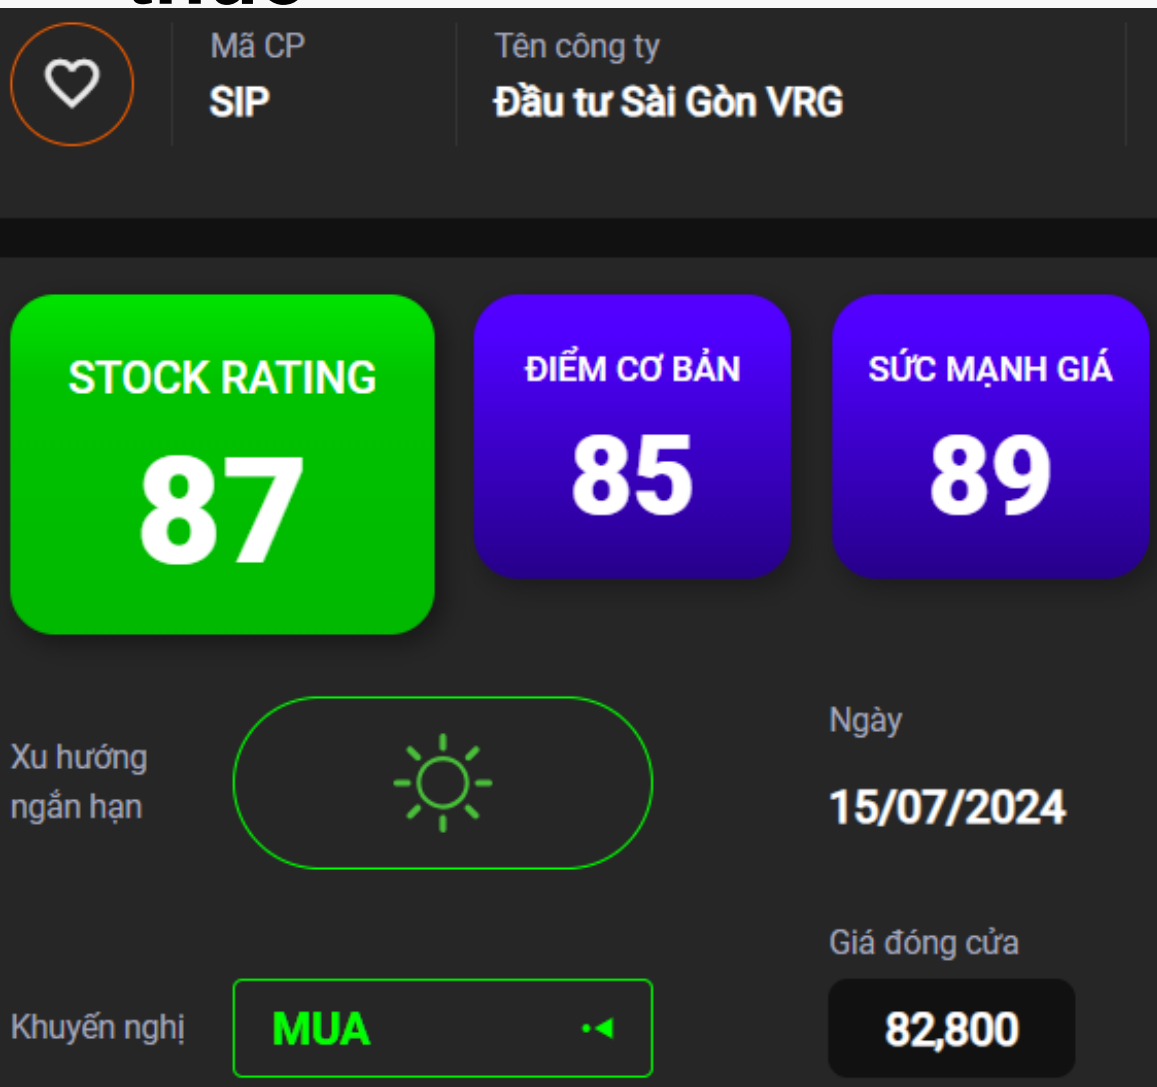 Mã CP
SIP
Tên công ty
Đầu tư Sài Gòn VRG
STOCK RATING
87
ĐIỂM CƠ BẢN
85
SỨC MẠNH GIÁ
89
Xu hướng
ngắn hạn
Ngày
15/07/2024
Khuyến nghị
MUA
Giá đóng cửa
82,800